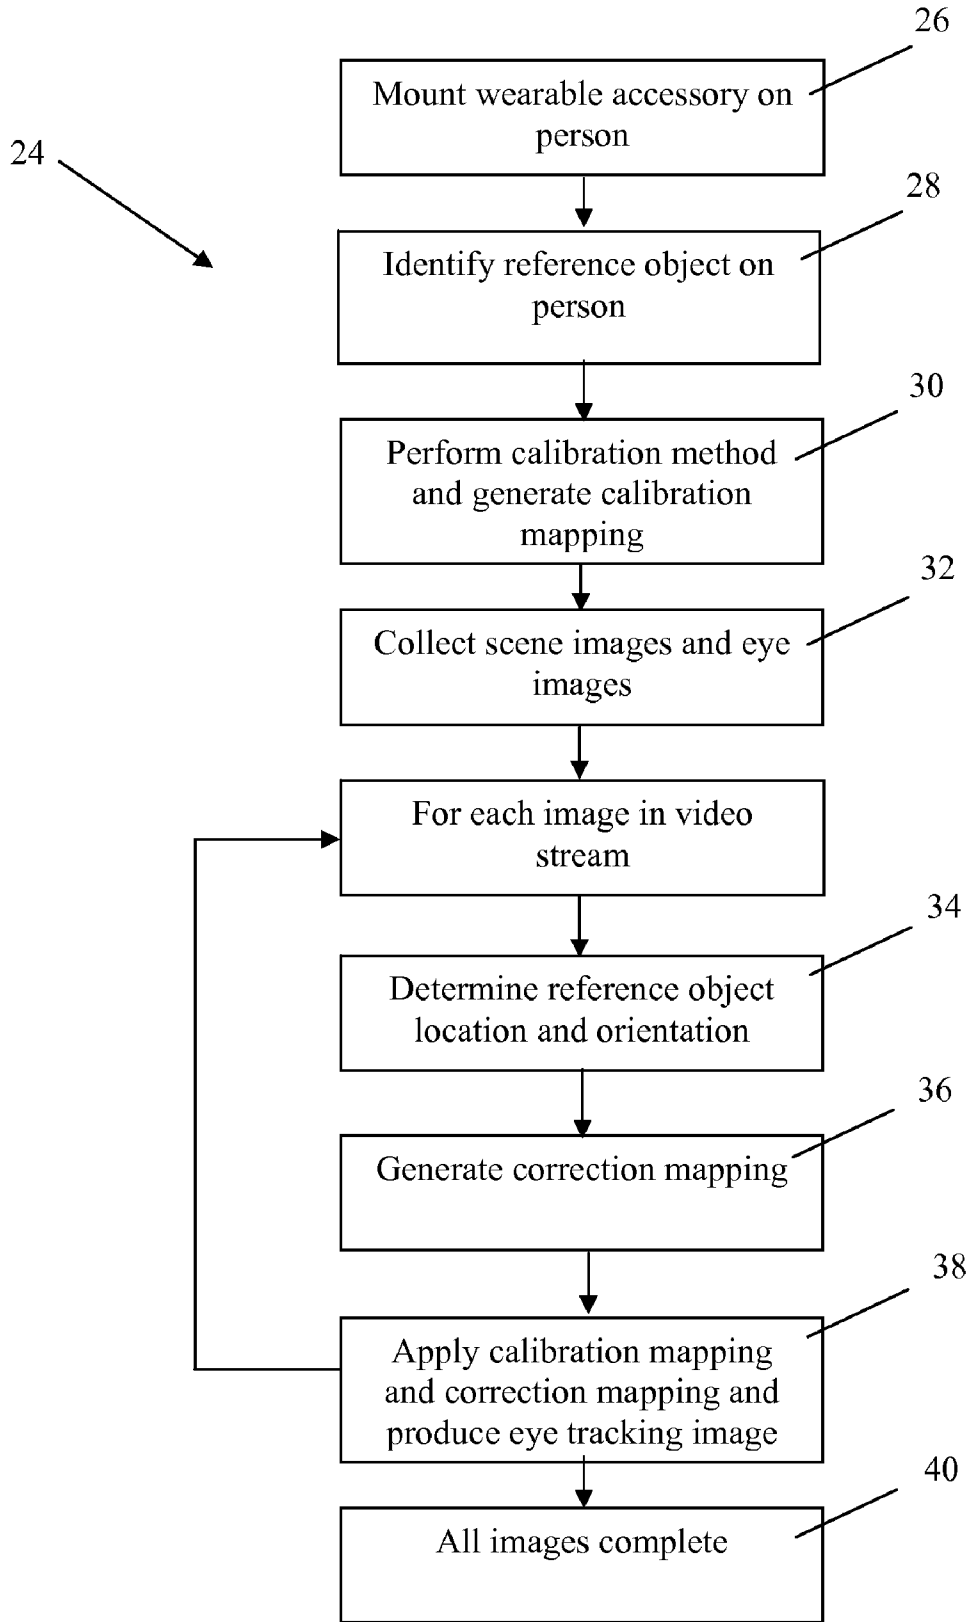 26
Mount wearable accessory on
person
24
28
Identify reference object on
person
30
Perform calibration method
and generate calibration
mapping
32
Collect scene images and eye
images
For each image in video
stream
34
Determine reference object
location and orientation
36
Generate correction mapping
38
Apply calibration mapping
and correction mapping and
produce eye tracking image
40
All images complete